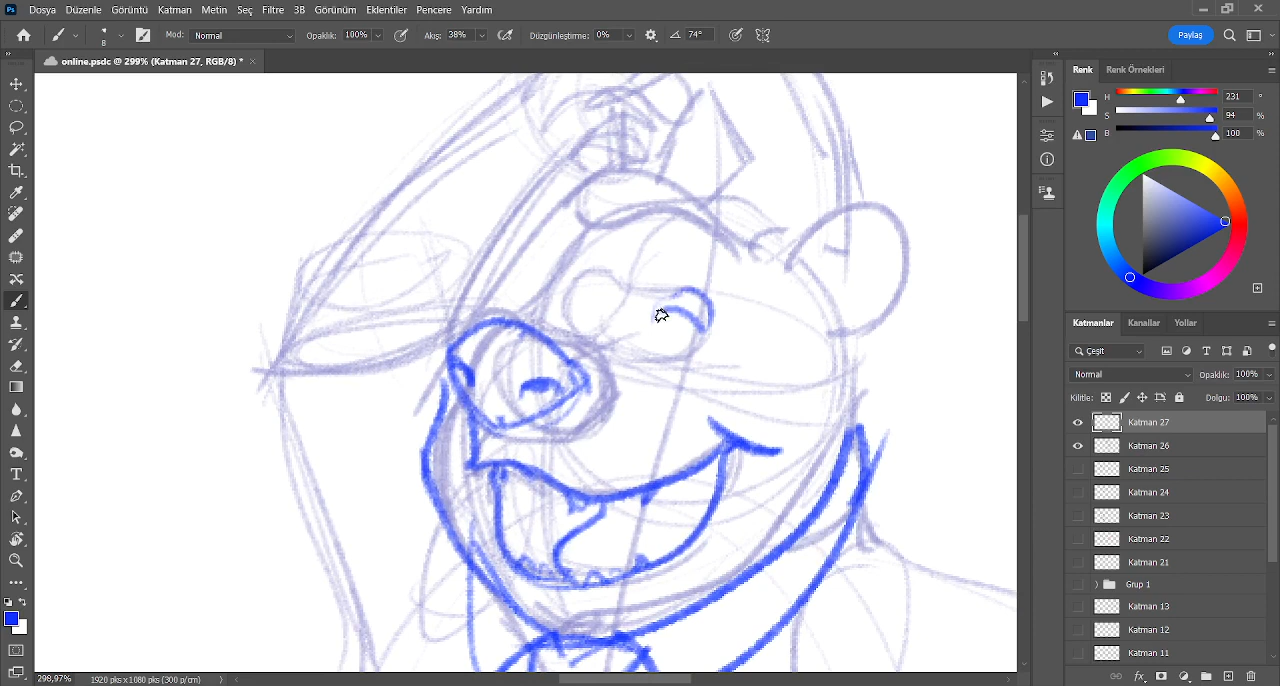 Ps Dosya Düzenle Görüntü Katman Metin Seç Filtre 3B Görünüm Eklentiler Pencere Yardım
8 Mod: Normal Opaklık: 100% Akış: 38% Düzgünleştirme: 0% 74° Paylaş
online.psdc @ 299% (Katman 27, RGB/8) * ×
Renk Renk Örnekleri
H 231 °
S 94 %
B 100 %
Katmanlar Kanallar Yollar
Çeşit
Normal Opaklık: 100%
Kilitle: Dolgu: 100%
Katman 27
Katman 26
Katman 25
Katman 24
Katman 23
Katman 22
Katman 21
Grup 1
Katman 13
Katman 12
Katman 11
298,97% 1920 pks x 1080 pks (300 p/cm)
fx